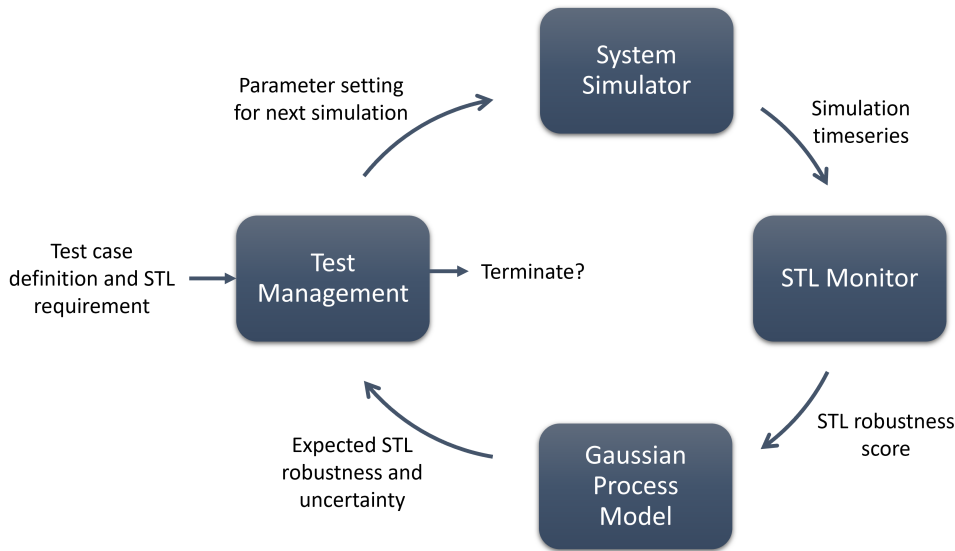 System
Simulator
Parameter setting
for next simulation
Simulation
timeseries
Test case
definition and STL
requirement
Test
Management
Terminate?
STL Monitor
Expected STL
robustness and
uncertainty
Gaussian
Process
Model
STL robustness
score